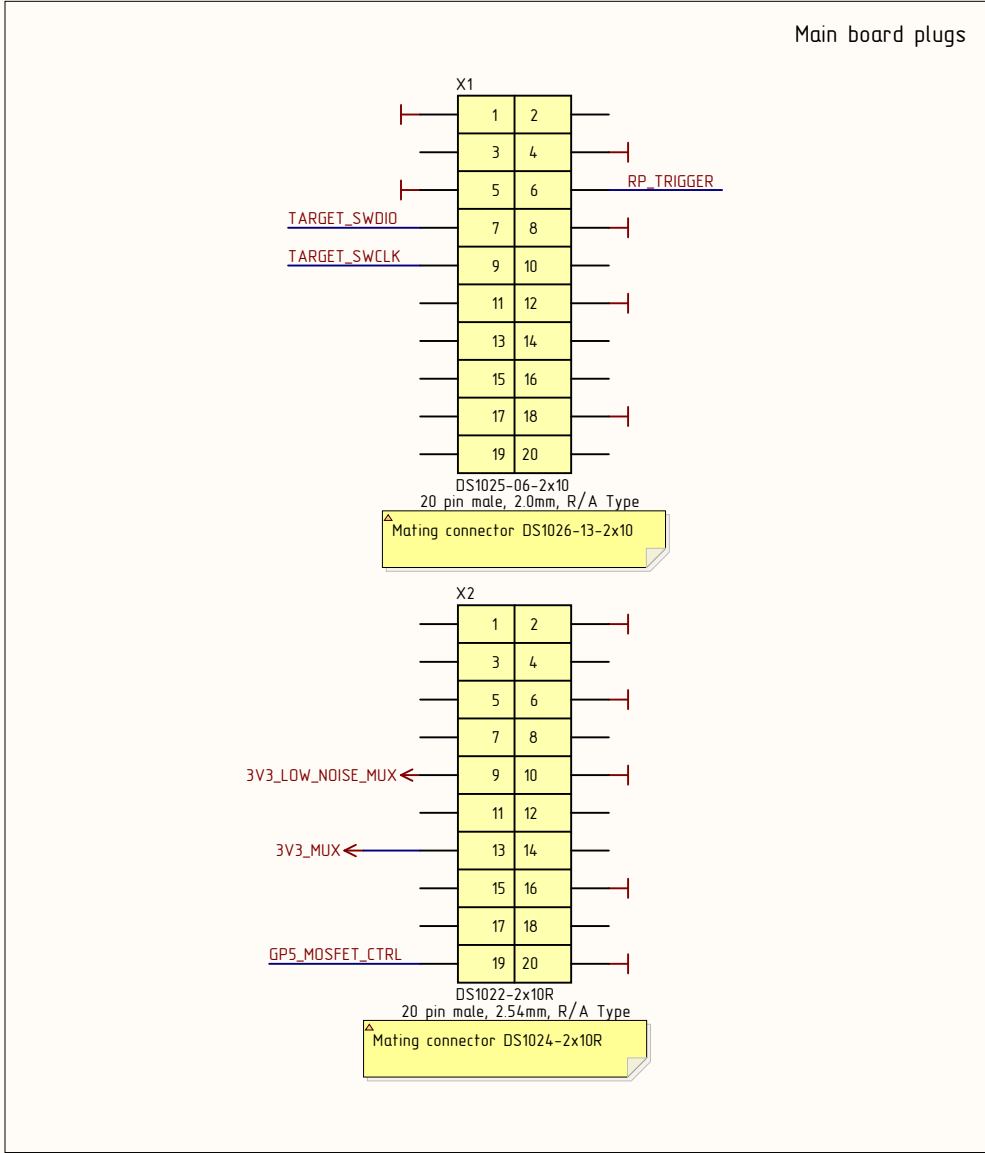 Main board plugs
X1
1 2
3 4
RP_TRIGGER
5 6
TARGET_SWDIO
7 8
TARGET_SWCLK
9 10
11 12
13 14
15 16
17 18
19 20
DS1025-06-2x10
20 pin male, 2.0mm, R/A Type
Mating connector DS1026-13-2x10
X2
1 2
3 4
5 6
7 8
3V3_LOW_NOISE_MUX 9 10
11 12
3V3_MUX 13 14
15 16
17 18
GP5_MOSFET_CTRL
19 20
DS1022-2x10R
20 pin male, 2.54mm, R/A Type
Mating connector DS1024-2x10R